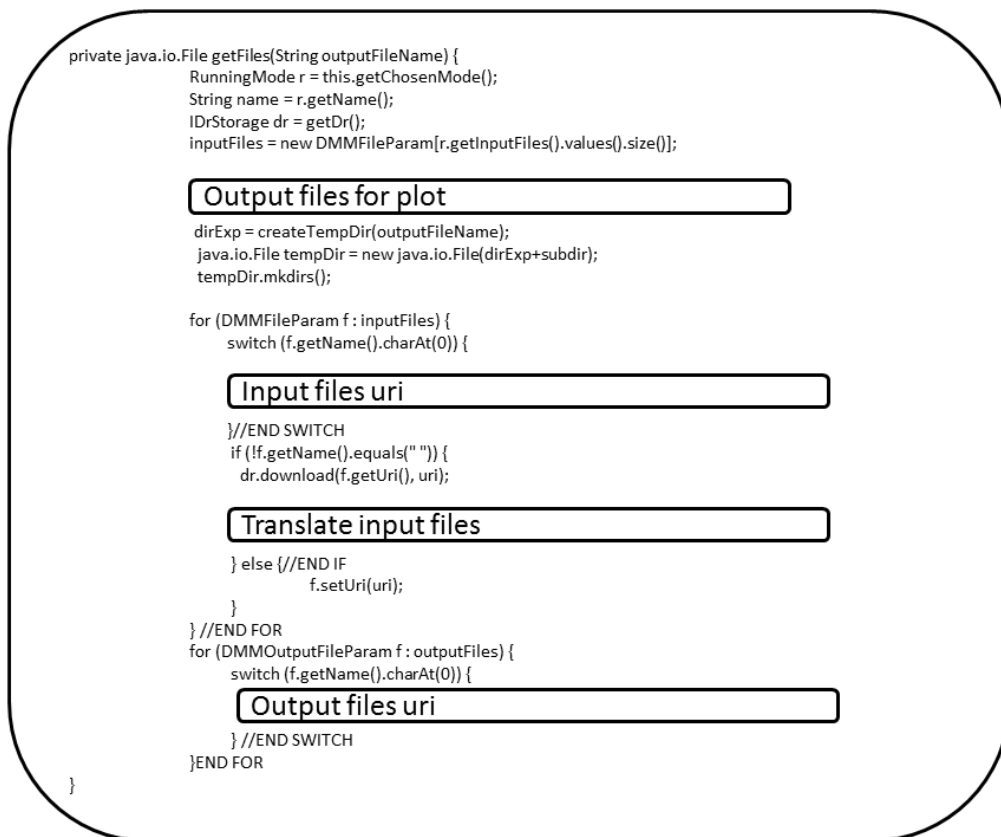 private java.io.File getFiles(String outputFileName) {
RunningMode r = this.getChosenMode();
String name = r.getName();
IDrStorage dr = getDr();
inputFiles = new DMMFileParam[r.getInputFiles().values().size()];
Output files for plot
dirExp = createTempDir(outputFileName);
java.io.File tempDir = new java.io.File(dirExp+subdir);
tempDir.mkdirs();
for (DMMFileParam f : inputFiles) {
switch (f.getName().charAt(0)) {
Input files uri
}//END SWITCH
if (!f.getName().equals(" ")) {
dr.download(f.getUri(), uri);
Translate input files
} else {//END IF
f.setUri(uri);
}
} //END FOR
for (DMMOutputFileParam f : outputFiles) {
switch (f.getName().charAt(0)) {
Output files uri
} //END SWITCH
}END FOR
}